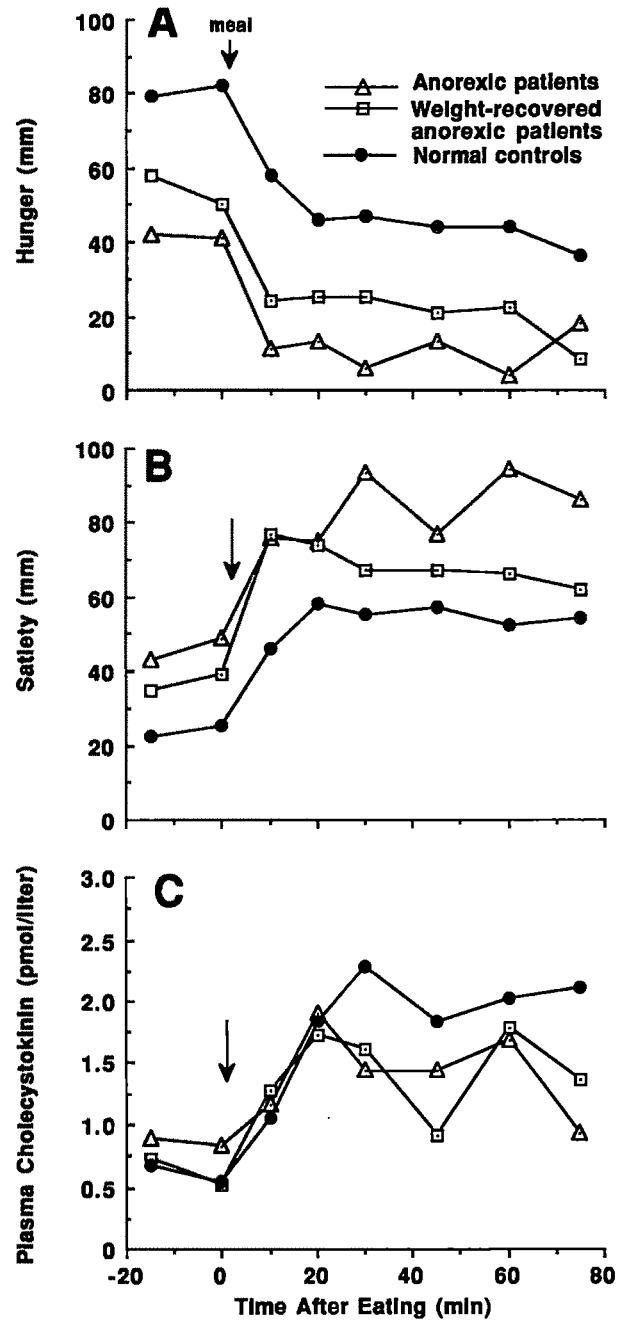 A
meal
100
80
60
40
20
0
Hunger (mm)
Anorexic patients
Weight-recovered
anorexic patients
Normal controls
B
100
80
60
40
20
0
Satiety (mm)
C
3.0
2.5
2.0
1.5
1.0
0.5
0
Plasma Cholecystokinin (pmol/liter)
-20 0 20 40 60 80
Time After Eating (min)